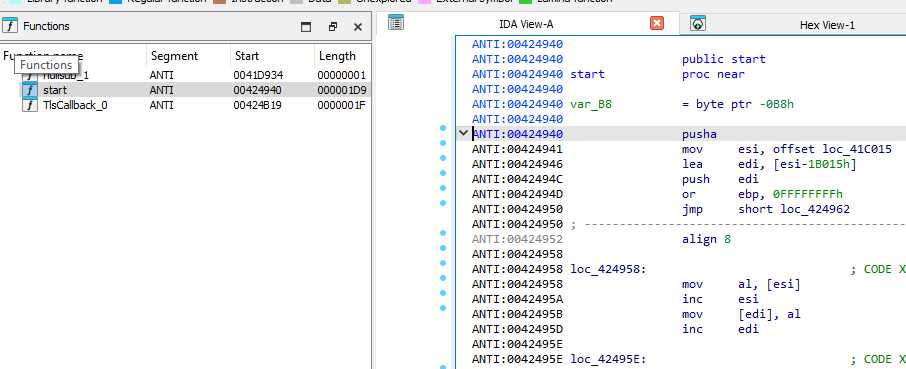 Library function Regular function Instruction Data Unexplored External symbol Lumina function
Functions
IDA View-A
Hex View-1
Segment Start Length
Functions
nullsub_1 ANTI 0041D934 00000001
start ANTI 00424940 000001D9
TlsCallback_0 ANTI 00424B19 0000001F
ANTI:00424940
ANTI:00424940 public start
ANTI:00424940 start proc near
ANTI:00424940
ANTI:00424940 var_B8 = byte ptr -0B8h
ANTI:00424940
ANTI:00424940 pusha
ANTI:00424941 mov esi, offset loc_41C015
ANTI:00424946 lea edi, [esi-1B015h]
ANTI:0042494C push edi
ANTI:0042494D or ebp, 0FFFFFFFFh
ANTI:00424950 jmp short loc_424962
ANTI:00424950 ; ---------------------------------------------------
ANTI:00424952 align 8
ANTI:00424958
ANTI:00424958 loc_424958: ; CODE X
ANTI:00424958 mov al, [esi]
ANTI:0042495A inc esi
ANTI:0042495B mov [edi], al
ANTI:0042495D inc edi
ANTI:0042495E
ANTI:0042495E loc_42495E: ; CODE X